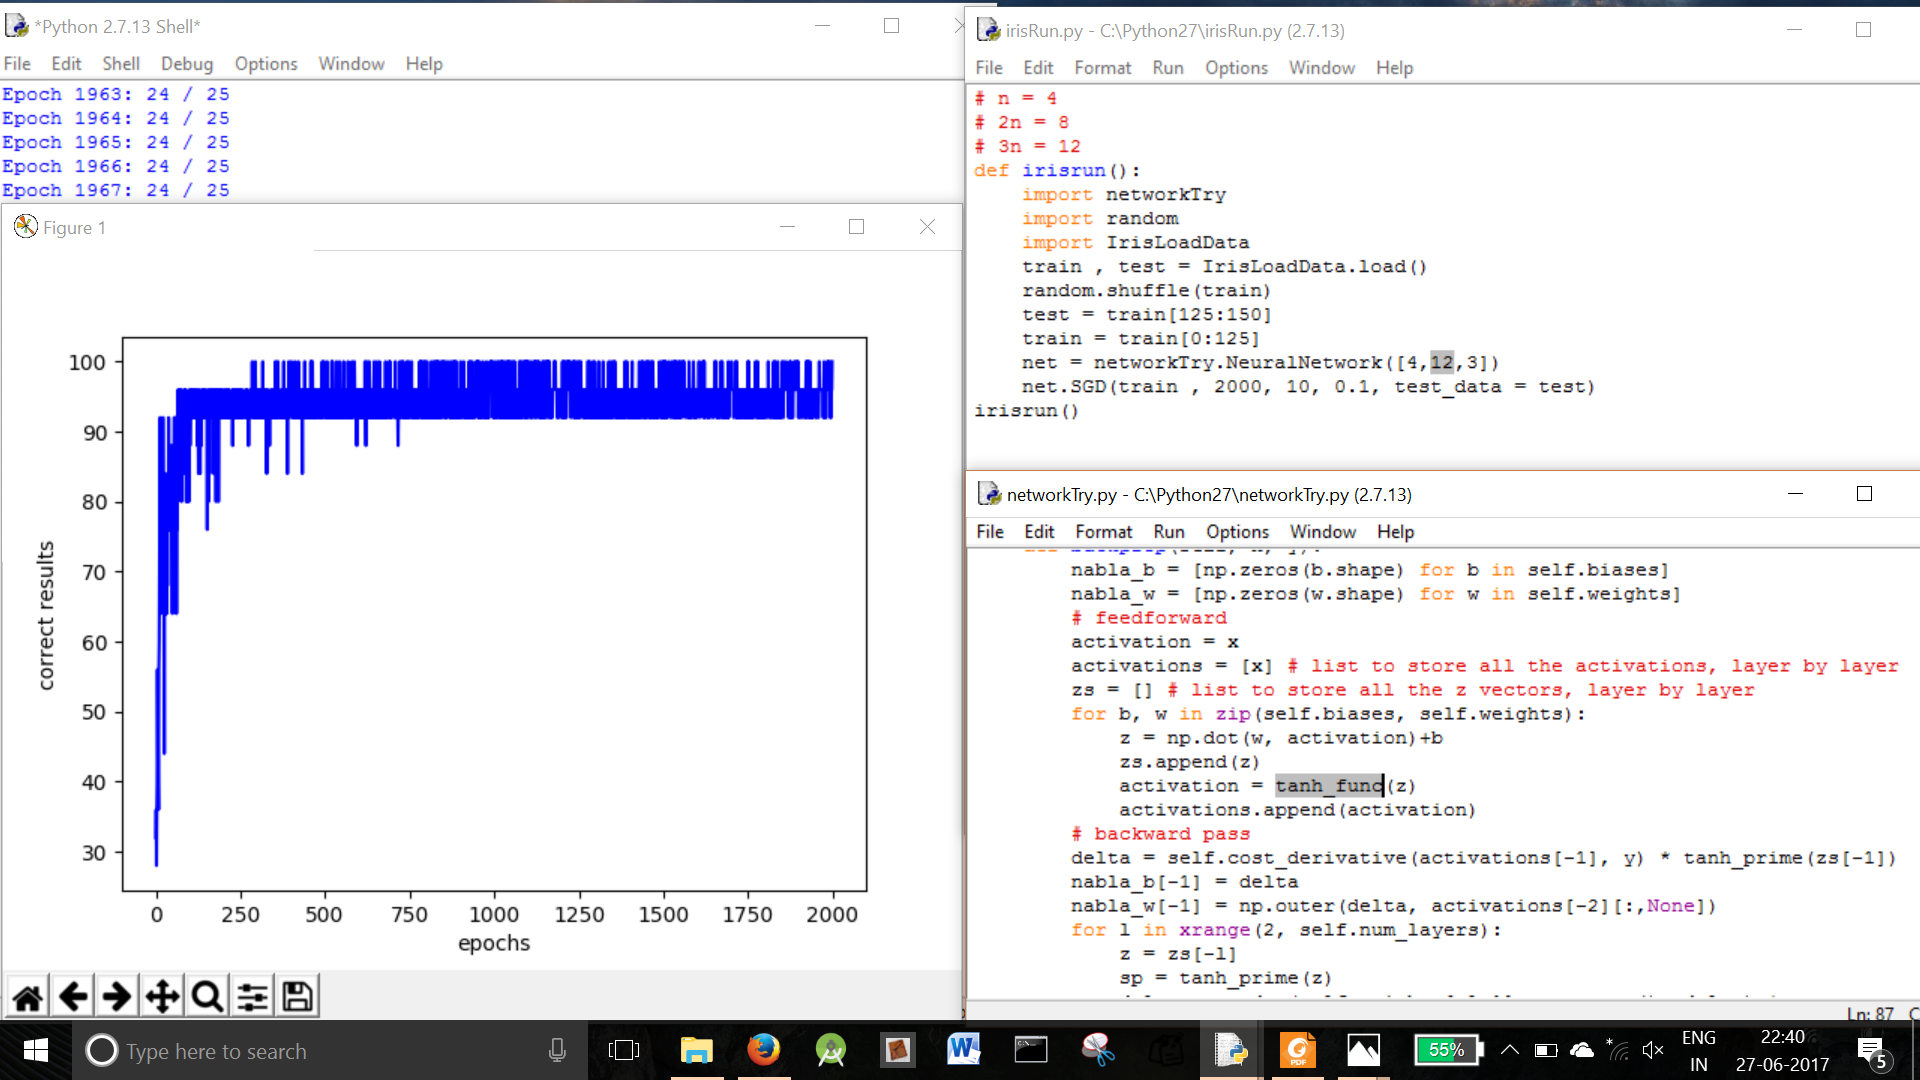 *Python 2.7.13 Shell*
File Edit Shell Debug Options Window Help
Epoch 1963: 24 / 25
Epoch 1964: 24 / 25
Epoch 1965: 24 / 25
Epoch 1966: 24 / 25
Epoch 1967: 24 / 25
Figure 1
100
90
80
70
60
50
40
30
correct results
0 250 500 750 1000 1250 1500 1750 2000
epochs
irisRun.py - C:\Python27\irisRun.py (2.7.13)
File Edit Format Run Options Window Help
# n = 4
# 2n = 8
# 3n = 12
def irisrun():
import networkTry
import random
import IrisLoadData
train , test = IrisLoadData.load()
random.shuffle(train)
test = train[125:150]
train = train[0:125]
net = networkTry.NeuralNetwork([4,12,3])
net.SGD(train , 2000, 10, 0.1, test_data = test)
irisrun()
networkTry.py - C:\Python27\networkTry.py (2.7.13)
File Edit Format Run Options Window Help
nabla_b = [np.zeros(b.shape) for b in self.biases]
nabla_w = [np.zeros(w.shape) for w in self.weights]
# feedforward
activation = x
activations = [x] # list to store all the activations, layer by layer
zs = [] # list to store all the z vectors, layer by layer
for b, w in zip(self.biases, self.weights):
z = np.dot(w, activation)+b
zs.append(z)
activation = tanh_func(z)
activations.append(activation)
# backward pass
delta = self.cost_derivative(activations[-1], y) * tanh_prime(zs[-1])
nabla_b[-1] = delta
nabla_w[-1] = np.outer(delta, activations[-2][:,None])
for l in xrange(2, self.num_layers):
z = zs[-l]
sp = tanh_prime(z)
Ln: 87 C
Type here to search
W
PDF
55%
ENG
IN
22:40
27-06-2017
5